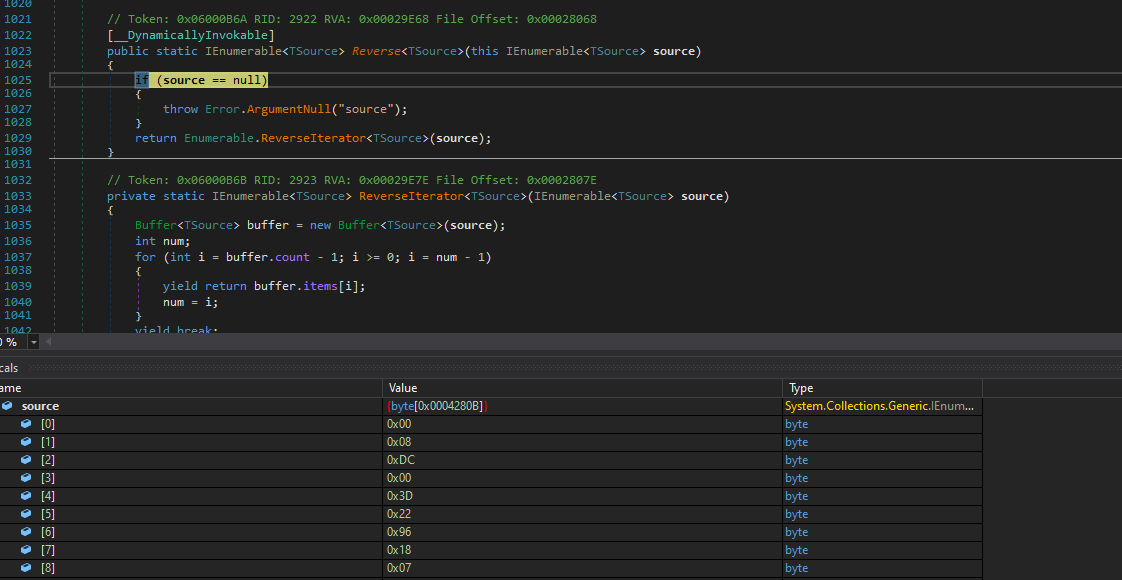 1020
1021 // Token: 0x06000B6A RID: 2922 RVA: 0x00029E68 File Offset: 0x00028068
1022 [__DynamicallyInvokable]
1023 public static IEnumerable<TSource> Reverse<TSource>(this IEnumerable<TSource> source)
1024 {
1025 if (source == null)
1026 {
1027 throw Error.ArgumentNull("source");
1028 }
1029 return Enumerable.ReverseIterator<TSource>(source);
1030 }
1031
1032 // Token: 0x06000B6B RID: 2923 RVA: 0x00029E7E File Offset: 0x0002807E
1033 private static IEnumerable<TSource> ReverseIterator<TSource>(IEnumerable<TSource> source)
1034 {
1035 Buffer<TSource> buffer = new Buffer<TSource>(source);
1036 int num;
1037 for (int i = buffer.count - 1; i >= 0; i = num - 1)
1038 {
1039 yield return buffer.items[i];
1040 num = i;
1041 }
1042 yield break;
0 %
cals
ame Value Type
source {byte[0x0004280B]} System.Collections.Generic.IEnum...
[0] 0x00 byte
[1] 0x08 byte
[2] 0xDC byte
[3] 0x00 byte
[4] 0x3D byte
[5] 0x22 byte
[6] 0x96 byte
[7] 0x18 byte
[8] 0x07 byte